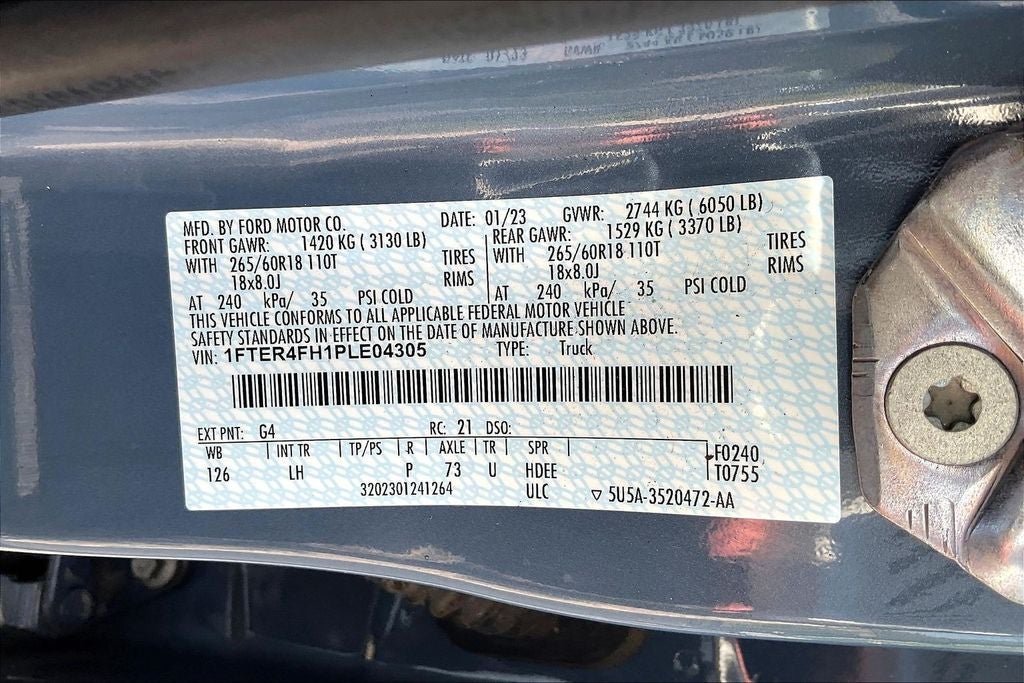 MFD. BY FORD MOTOR CO. DATE: 01/23 GVWR: 2744 KG ( 6050 LB)
FRONT GAWR: 1420 KG ( 3130 LB) REAR GAWR: 1529 KG ( 3370 LB)
WITH 265/60R18 110T TIRES WITH 265/60R18 110T TIRES
18x8.0J RIMS 18x8.0J RIMS
AT 240 kPa/ 35 PSI COLD AT 240 kPa/ 35 PSI COLD
THIS VEHICLE CONFORMS TO ALL APPLICABLE FEDERAL MOTOR VEHICLE
SAFETY STANDARDS IN EFFECT ON THE DATE OF MANUFACTURE SHOWN ABOVE.
VIN: 1FTER4FH1PLE04305 TYPE: Truck
EXT PNT: G4 RC: 21 DSO:
WB INT TR TP/PS R AXLE TR SPR F0240
126 LH P 73 U HDEE T0755
3202301241264 ULC ▽ 5U5A-3520472-AA